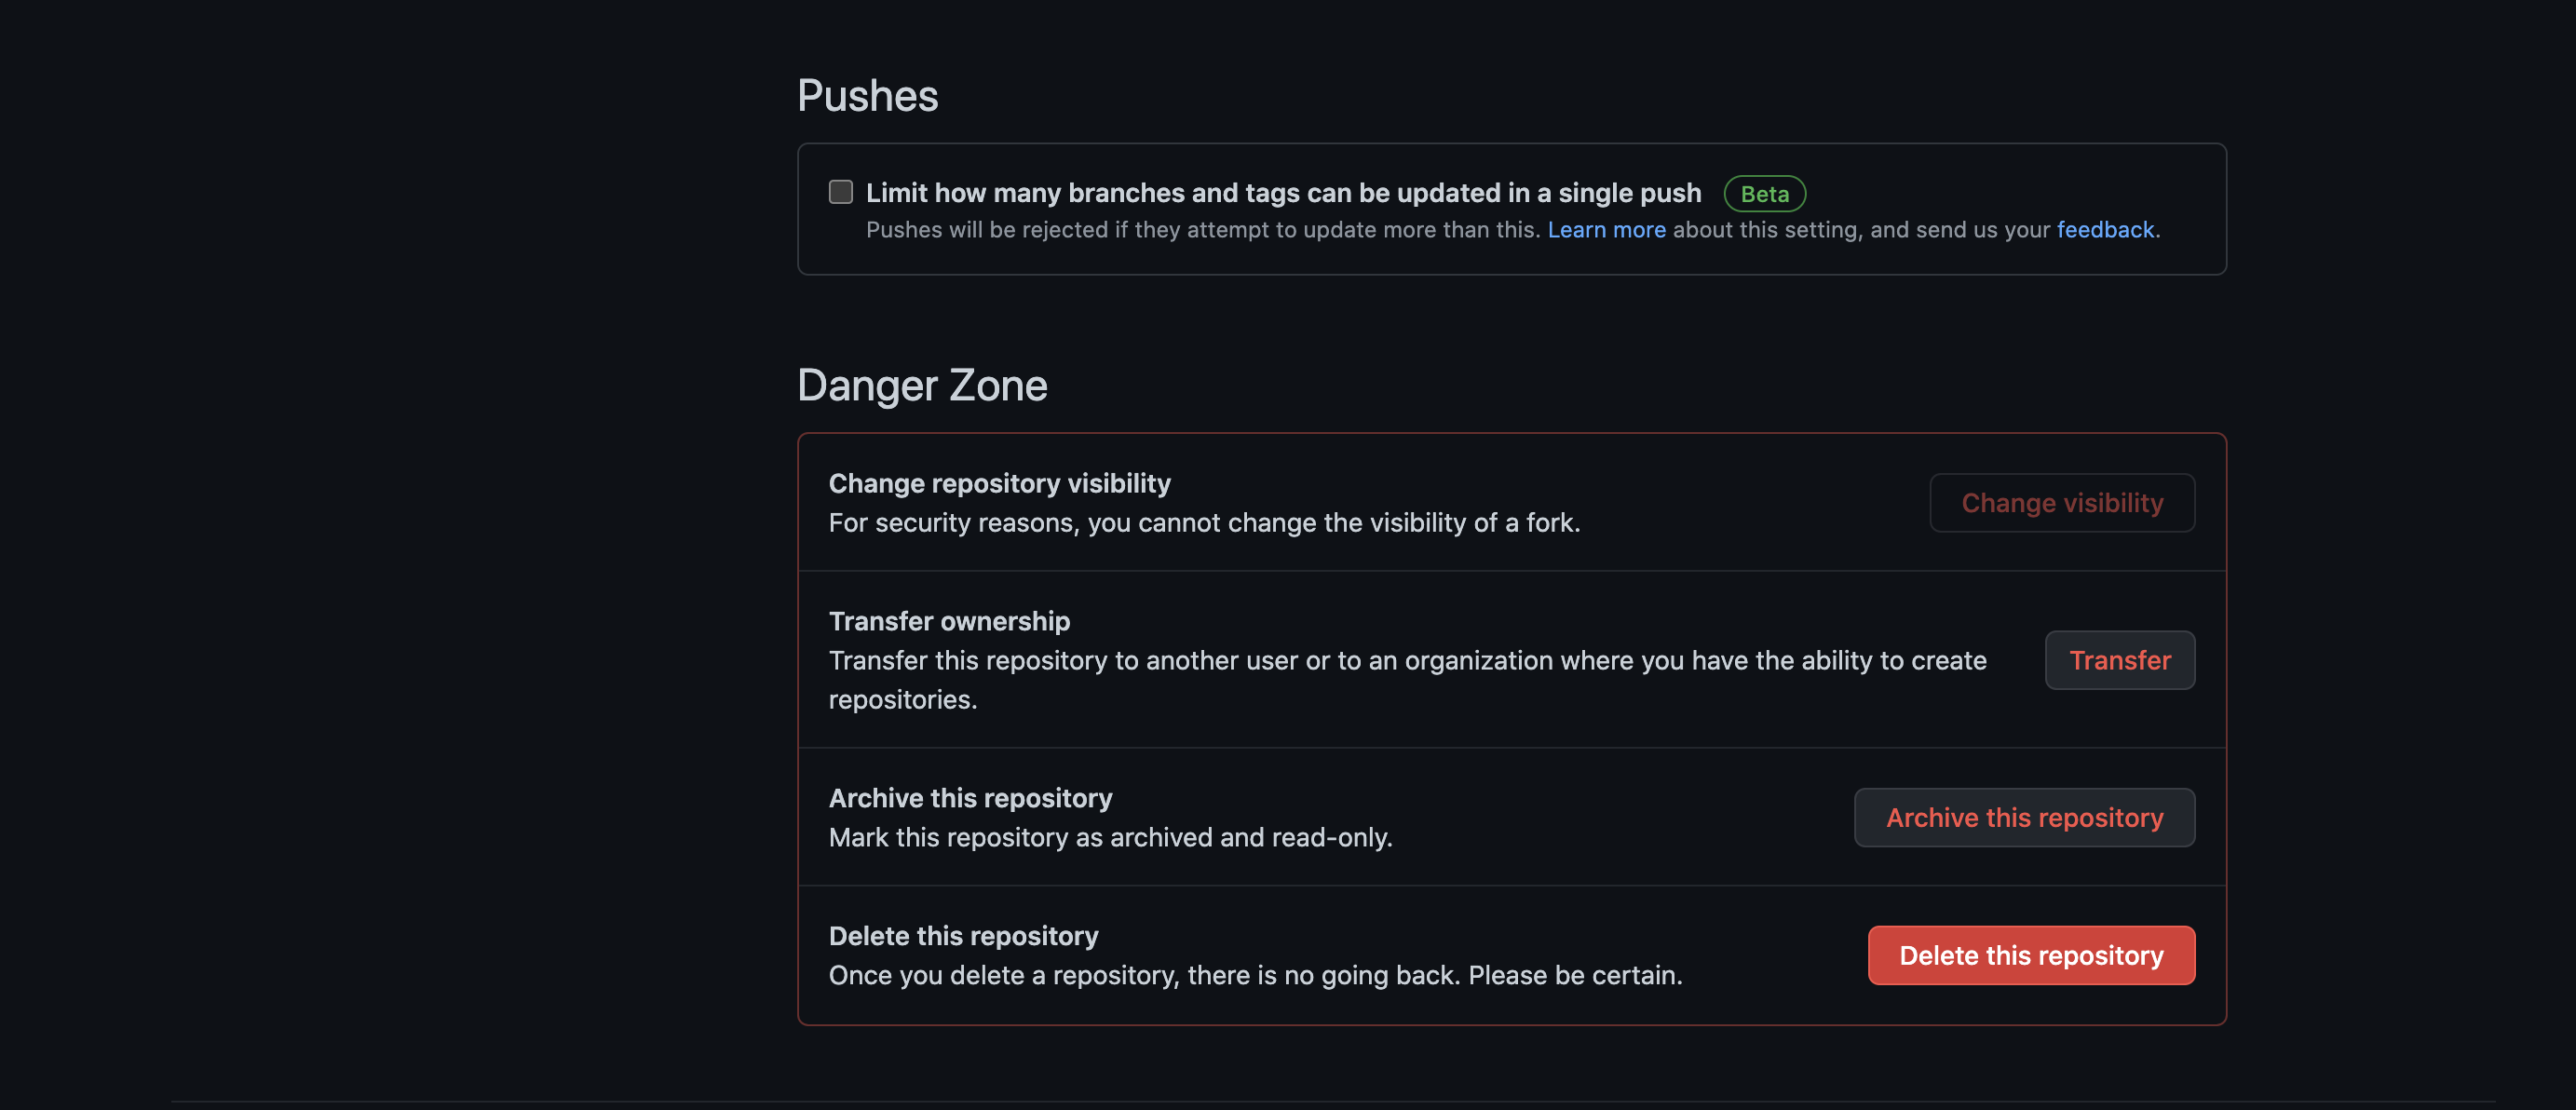 Pushes
Limit how many branches and tags can be updated in a single push Beta
Pushes will be rejected if they attempt to update more than this. Learn more about this setting, and send us your feedback.
Danger Zone
Change repository visibility
For security reasons, you cannot change the visibility of a fork.
Change visibility
Transfer ownership
Transfer this repository to another user or to an organization where you have the ability to create
repositories.
Transfer
Archive this repository
Mark this repository as archived and read-only.
Archive this repository
Delete this repository
Once you delete a repository, there is no going back. Please be certain.
Delete this repository